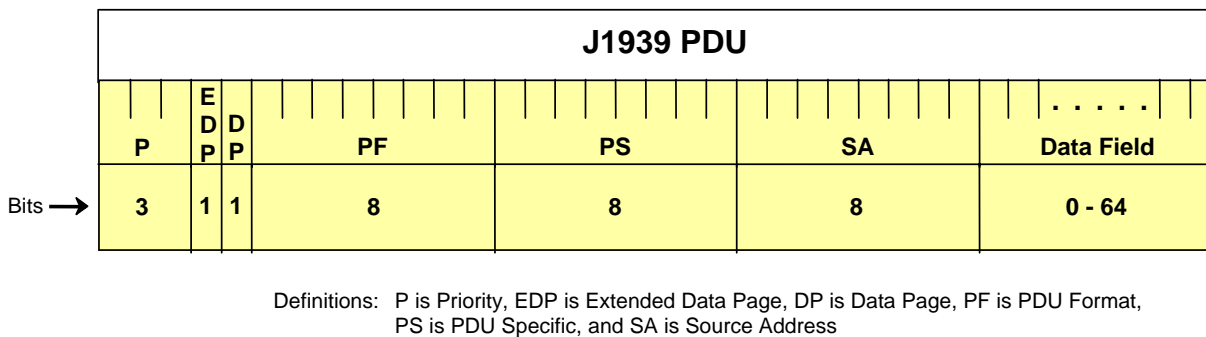 J1939 PDU
P EDP DP PF PS SA . . . . . Data Field
Bits → 3 1 1 8 8 8 0 - 64
Definitions: P is Priority, EDP is Extended Data Page, DP is Data Page, PF is PDU Format,
PS is PDU Specific, and SA is Source Address